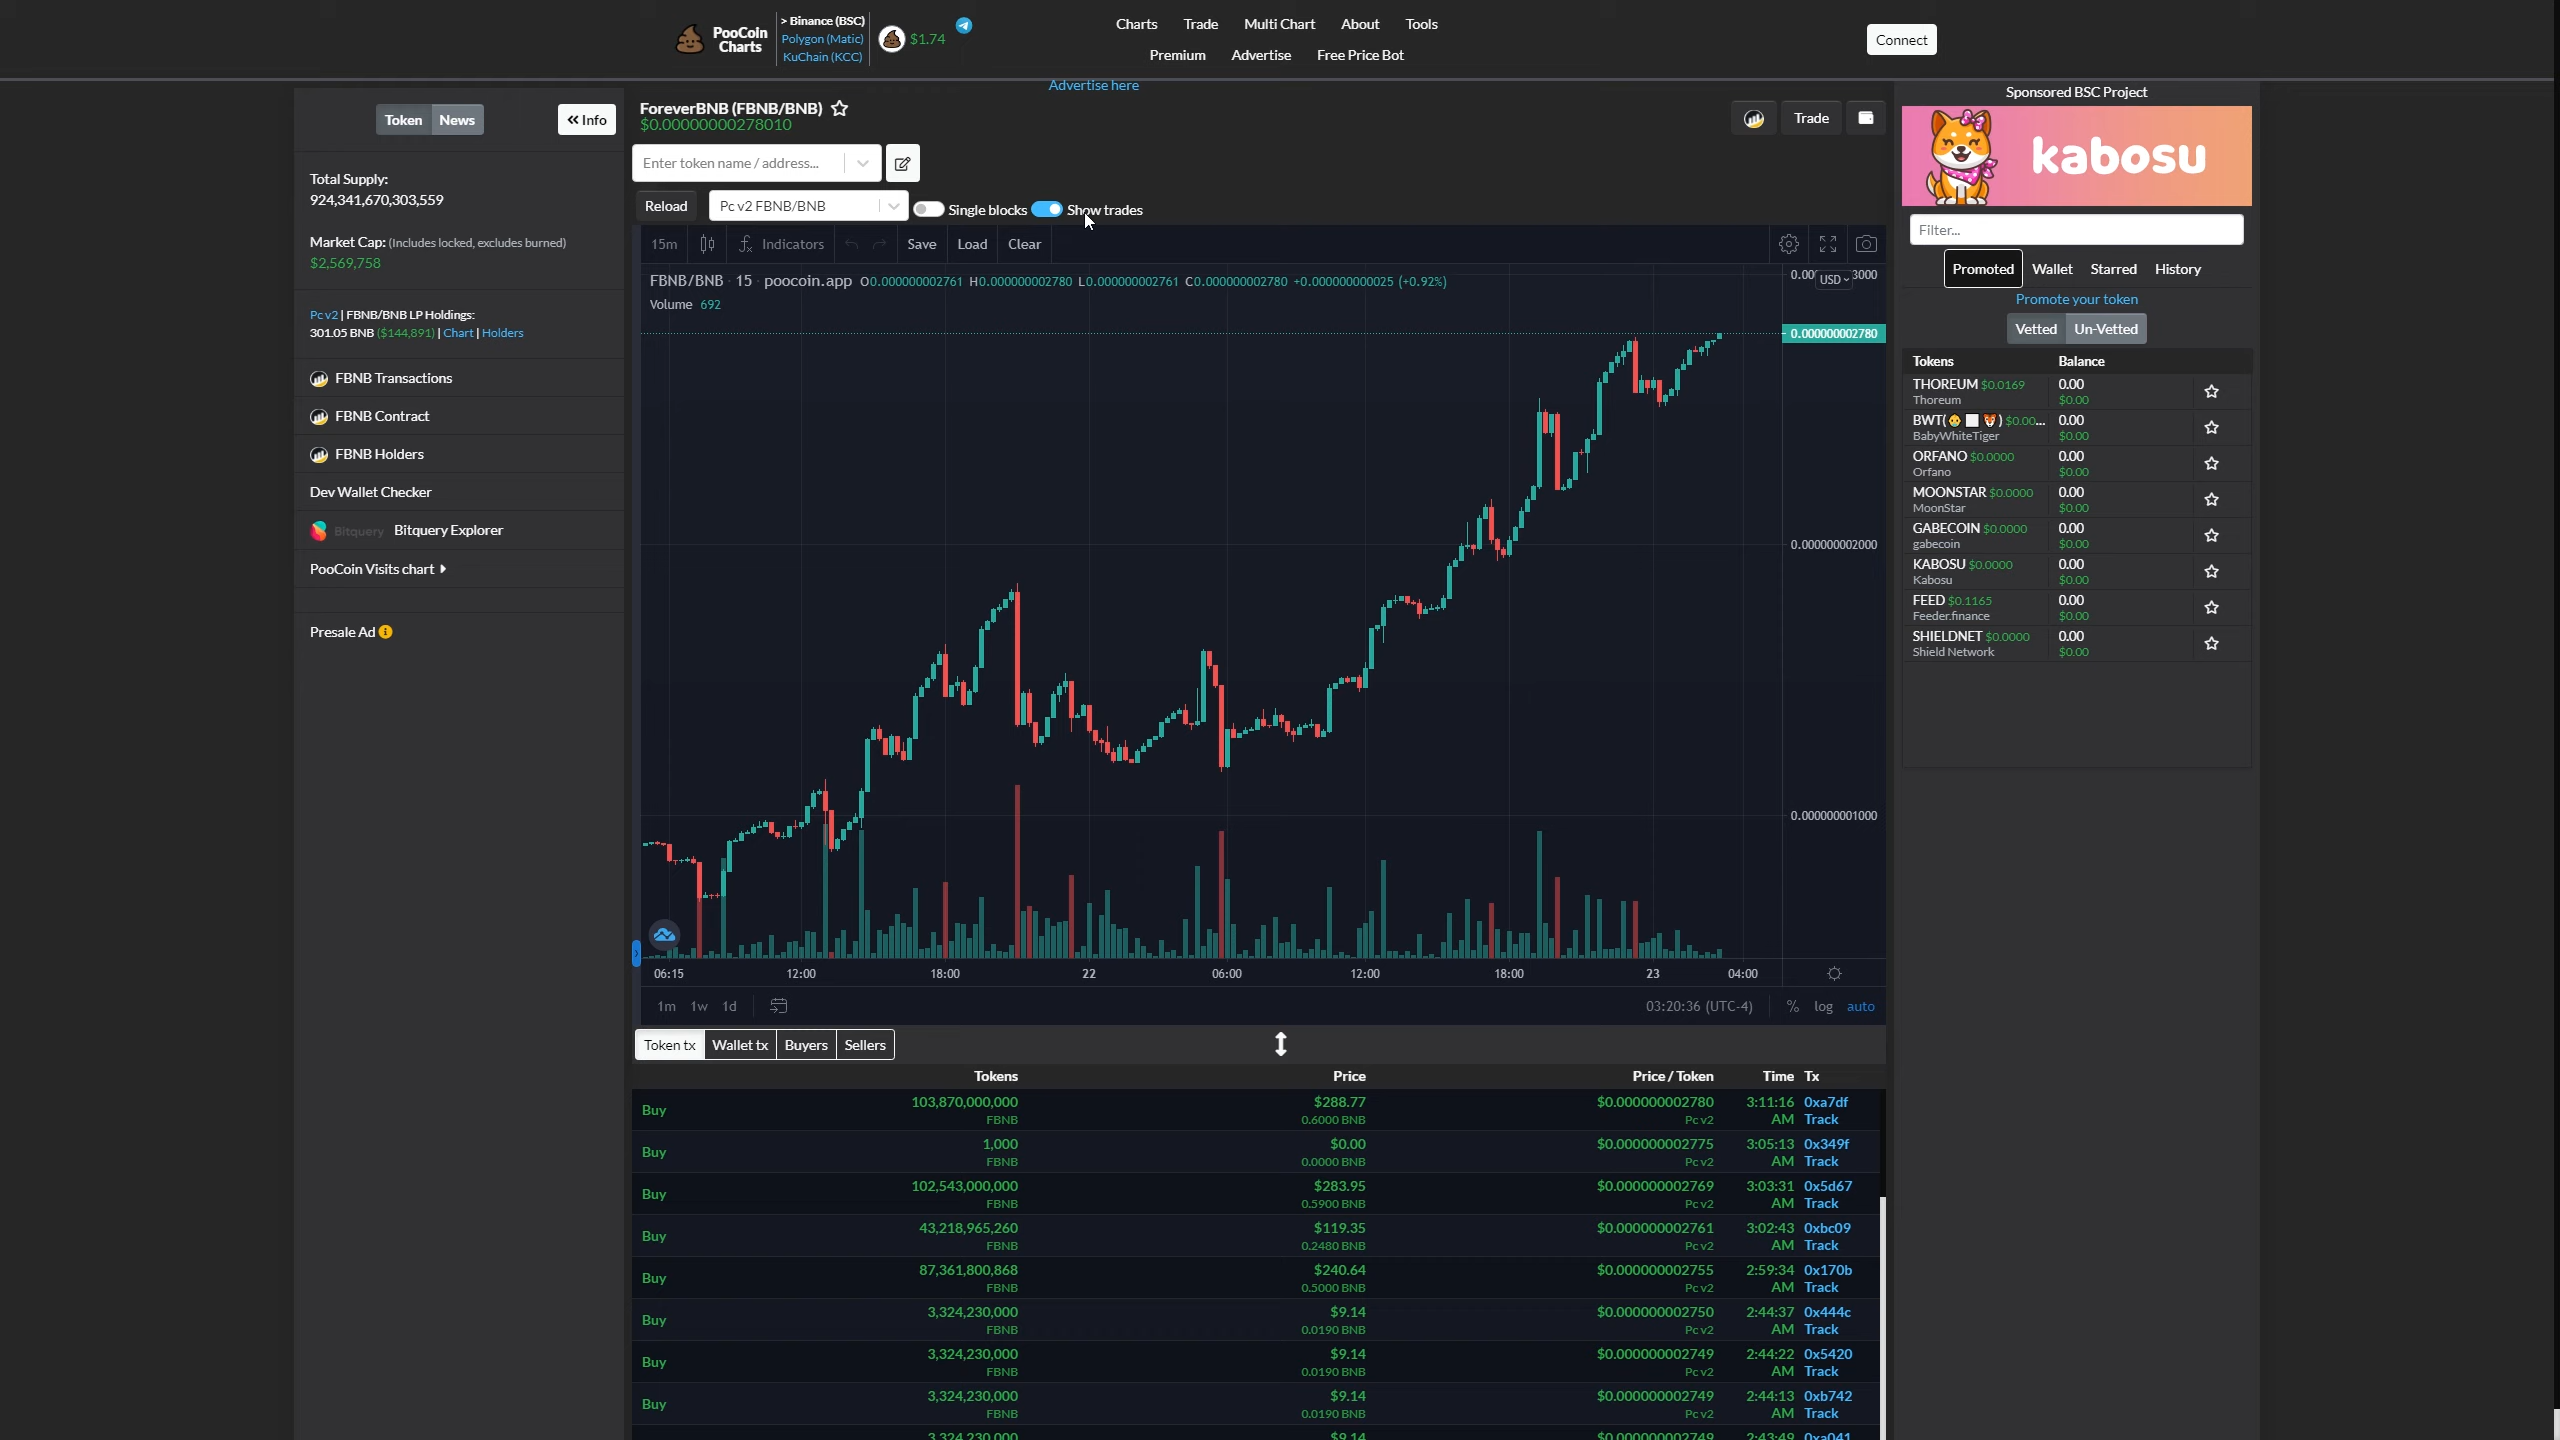 PooCoin
Charts
> Binance (BSC)
Polygon (Matic)
KuChain (KCC)
$1.74
Charts
Trade
Multi Chart
About
Tools
Premium
Advertise
Free Price Bot
Connect
Advertise here
Token
News
« Info
Total Supply:
924,341,670,303,559
Market Cap: (Includes locked, excludes burned)
$2,569,758
Pc v2 | FBNB/BNB LP Holdings:
301.05 BNB ($144,891) | Chart | Holders
FBNB Transactions
FBNB Contract
FBNB Holders
Dev Wallet Checker
Bitquery Bitquery Explorer
PooCoin Visits chart
Presale Ad
ForeverBNB (FBNB/BNB)
$0.00000000278010
Trade
Enter token name / address...
Reload
Pc v2 FBNB/BNB
Single blocks
Show trades
15m
Indicators
Save
Load
Clear
FBNB/BNB 15 poocoin.app O0.000000002761 H0.000000002780 L0.000000002761 C0.000000002780 +0.000000000025 (+0.92%)
Volume 692
USD
0.000000002780
0.000000002000
0.000000001000
06:15
12:00
18:00
22
06:00
12:00
18:00
23
04:00
1m
1w
1d
03:20:36 (UTC-4)
%
log
auto
Token tx
Wallet tx
Buyers
Sellers
Tokens Price Price / Token Time Tx
Buy 103,870,000,000 $288.77 $0.000000002780 3:11:16 0xa7df
FBNB 0.6000 BNB Pc v2 AM Track
Buy 1,000 $0.00 $0.000000002775 3:05:13 0x349f
FBNB 0.0000 BNB Pc v2 AM Track
Buy 102,543,000,000 $283.95 $0.000000002769 3:03:31 0x5d67
FBNB 0.5900 BNB Pc v2 AM Track
Buy 43,218,965,260 $119.35 $0.000000002761 3:02:43 0xbc09
FBNB 0.2480 BNB Pc v2 AM Track
Buy 87,361,800,868 $240.64 $0.000000002755 2:59:34 0x170b
FBNB 0.5000 BNB Pc v2 AM Track
Buy 3,324,230,000 $9.14 $0.000000002750 2:44:37 0x444c
FBNB 0.0190 BNB Pc v2 AM Track
Buy 3,324,230,000 $9.14 $0.000000002749 2:44:22 0x5420
FBNB 0.0190 BNB Pc v2 AM Track
Buy 3,324,230,000 $9.14 $0.000000002749 2:44:13 0xb742
FBNB 0.0190 BNB Pc v2 AM Track
3,324,230,000 $9.14 $0.000000002749 2:43:49 0xa041
Sponsored BSC Project
kabosu
Filter...
Promoted
Wallet
Starred
History
Promote your token
Vetted
Un-Vetted
Tokens Balance
THOREUM $0.0169 0.00
Thoreum $0.00
BWT( ) $0.00... 0.00
BabyWhiteTiger $0.00
ORFANO $0.0000 0.00
Orfano $0.00
MOONSTAR $0.0000 0.00
MoonStar $0.00
GABECOIN $0.0000 0.00
gabecoin $0.00
KABOSU $0.0000 0.00
Kabosu $0.00
FEED $0.1165 0.00
Feeder.finance $0.00
SHIELDNET $0.0000 0.00
Shield Network $0.00